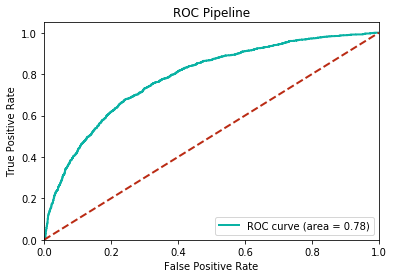 ROC Pipeline
True Positive Rate
1.0
0.8
0.6
0.4
0.2
0.0
ROC curve (area = 0.78)
0.0 0.2 0.4 0.6 0.8 1.0
False Positive Rate